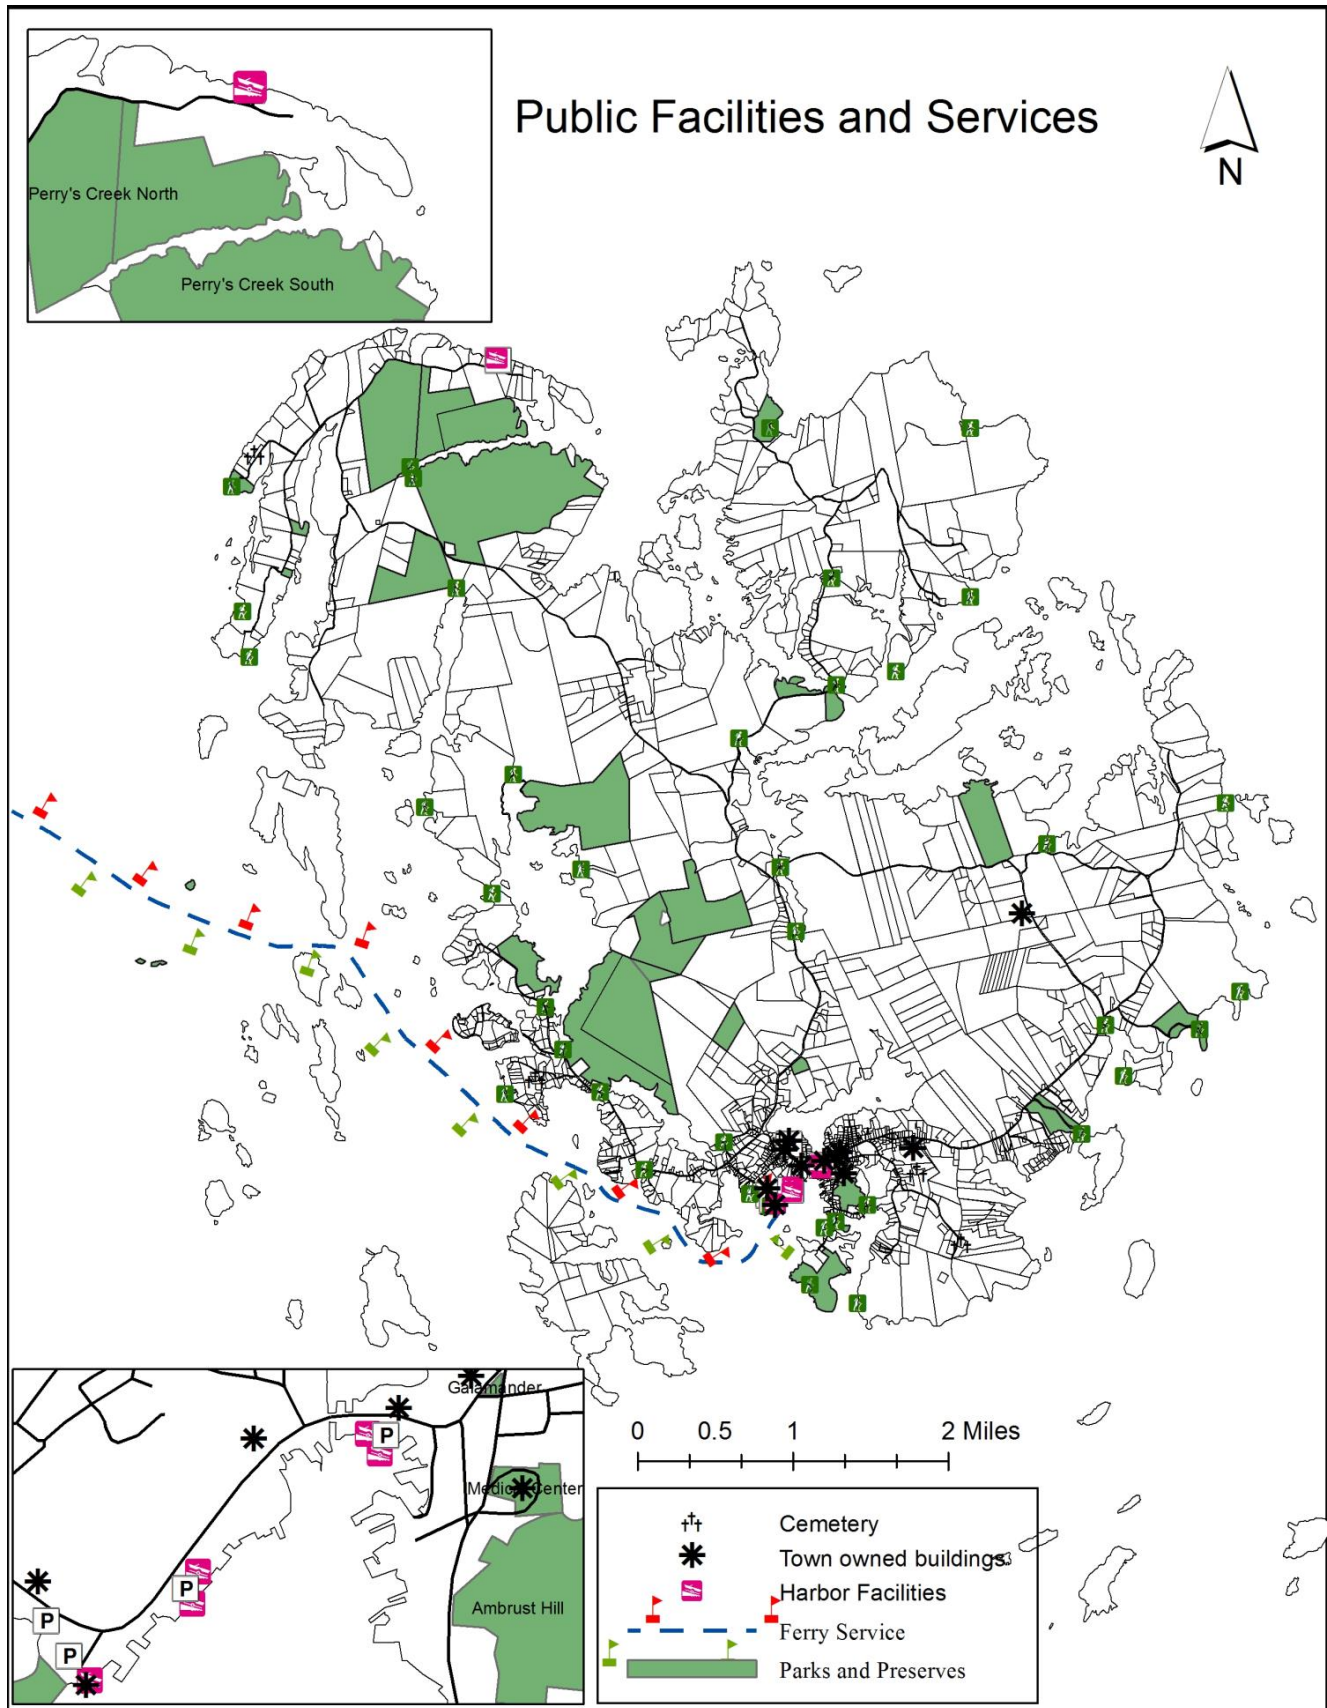 Public Facilities and Services
N
Perry's Creek North
Perry's Creek South
Galamander
P
Medical Center
P
Ambrust Hill
P
P
0 0.5 1 2 Miles
Cemetery
Town owned buildings
Harbor Facilities
Ferry Service
Parks and Preserves